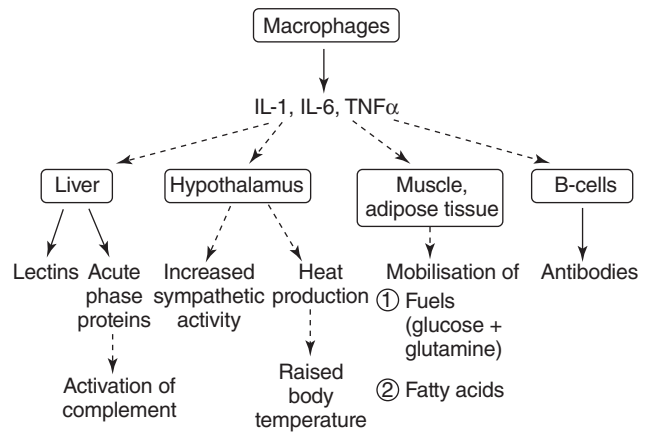 Macrophages
IL-1, IL-6, TNFα
Liver
Hypothalamus
Muscle,
adipose tissue
B-cells
Lectins
Acute
phase
proteins
Increased
sympathetic
activity
Heat
production
Mobilisation of
① Fuels
(glucose +
glutamine)
② Fatty acids
Antibodies
Activation of
complement
Raised
body
temperature